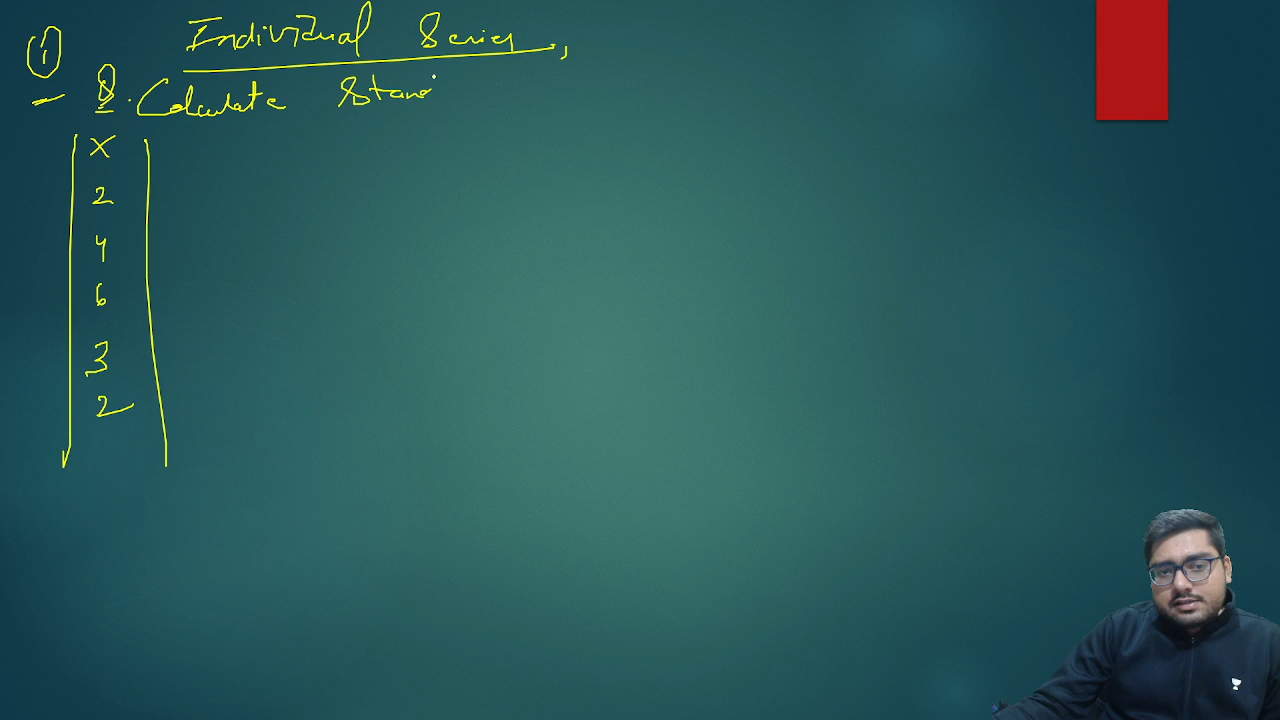 ① Individual Series,
Q. Calculate Stan
X
2
4
6
3
2